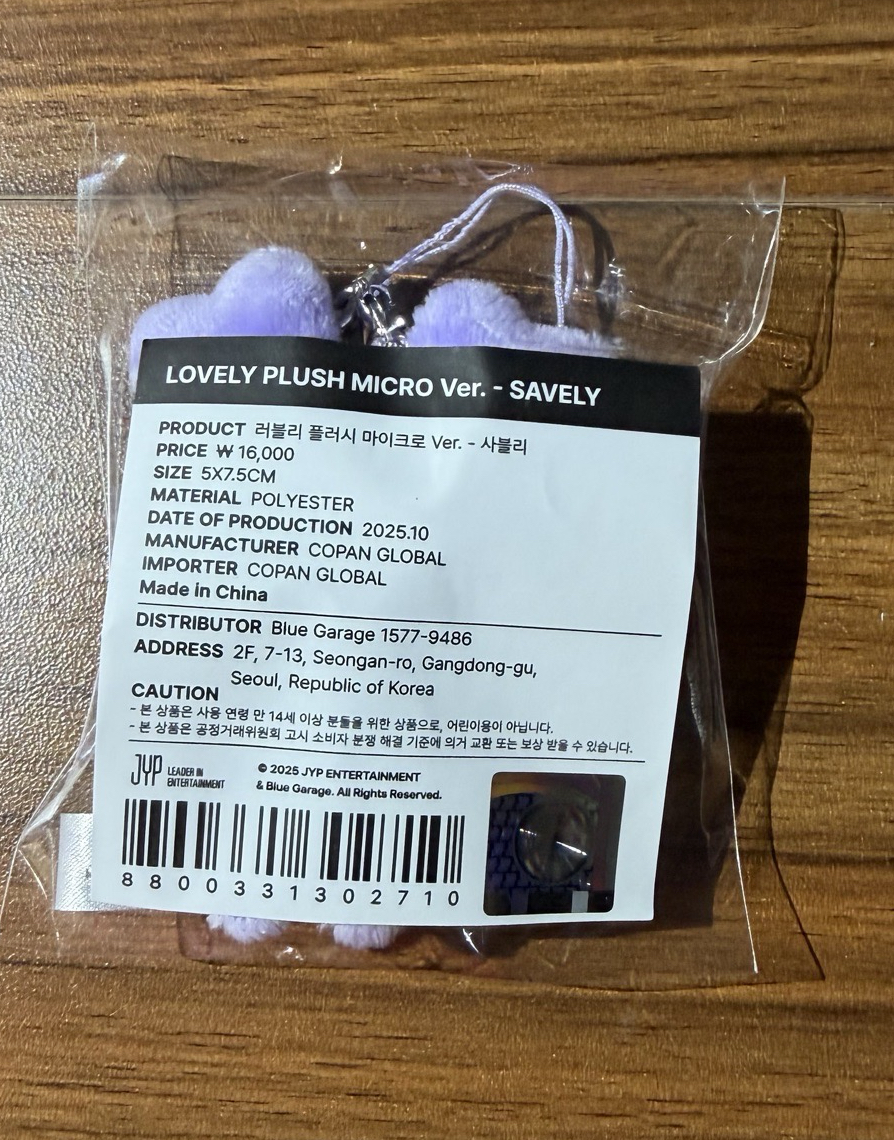 LOVELY PLUSH MICRO Ver. - SAVELY
PRODUCT 러블리 플러시 마이크로 Ver. - 사블리
PRICE ₩ 16,000
SIZE 5X7.5CM
MATERIAL POLYESTER
DATE OF PRODUCTION 2025.10
MANUFACTURER COPAN GLOBAL
IMPORTER COPAN GLOBAL
Made in China
DISTRIBUTOR Blue Garage 1577-9486
ADDRESS 2F, 7-13, Seongan-ro, Gangdong-gu,
Seoul, Republic of Korea
CAUTION
- 본 상품은 사용 연령 만 14세 이상 분들을 위한 상품으로, 어린이용이 아닙니다.
- 본 상품은 공정거래위원회 고시 소비자 분쟁 해결 기준에 의거 교환 또는 보상 받을 수 있습니다.
JYP LEADER IN
ENTERTAINMENT
© 2025 JYP ENTERTAINMENT
& Blue Garage. All Rights Reserved.
8800331302710